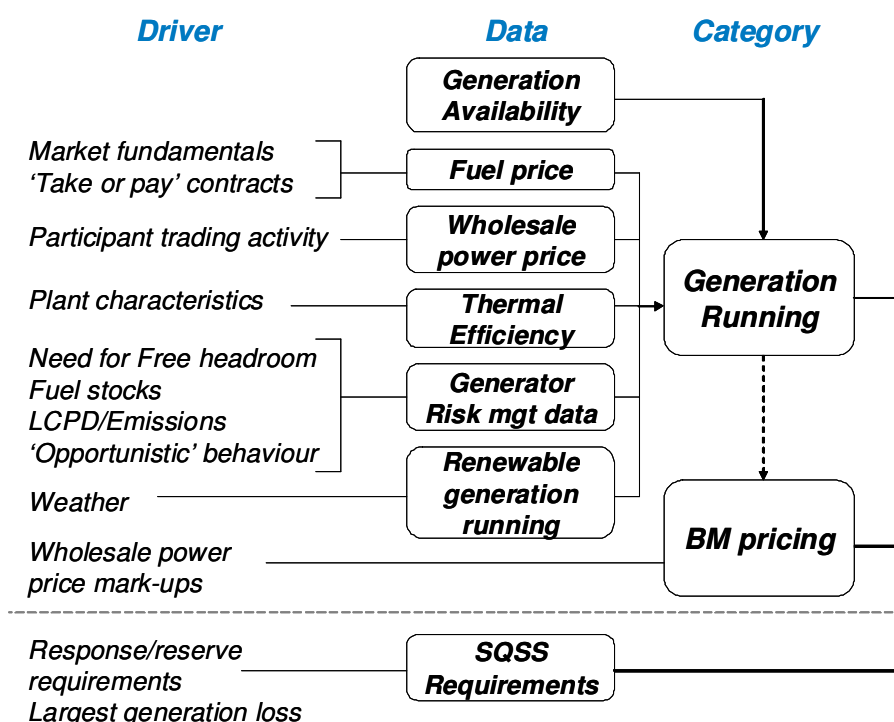 Driver Data Category
Generation
Availability
Market fundamentals
‘Take or pay’ contracts
Fuel price
Participant trading activity
Wholesale
power price
Plant characteristics
Thermal
Efficiency
Generation
Running
Need for Free headroom
Fuel stocks
LCPD/Emissions
‘Opportunistic’ behaviour
Generator
Risk mgt data
Weather
Renewable
generation
running
BM pricing
Wholesale power
price mark-ups
Response/reserve
requirements
Largest generation loss
SQSS
Requirements